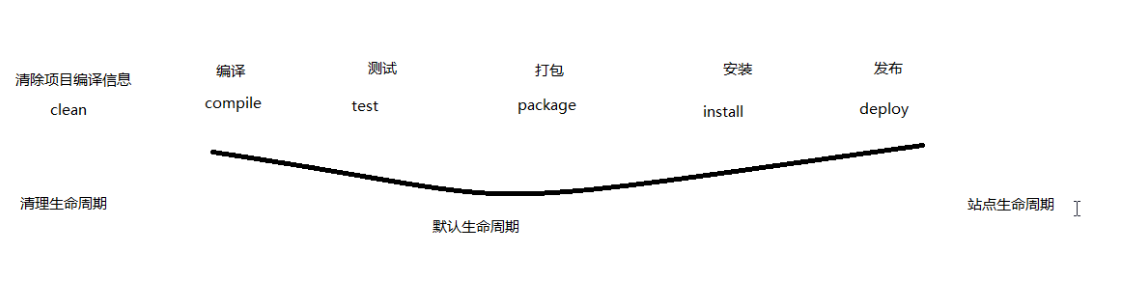 清除项目编译信息
clean
编译
compile
测试
test
打包
package
安装
install
发布
deploy
清理生命周期
默认生命周期
站点生命周期